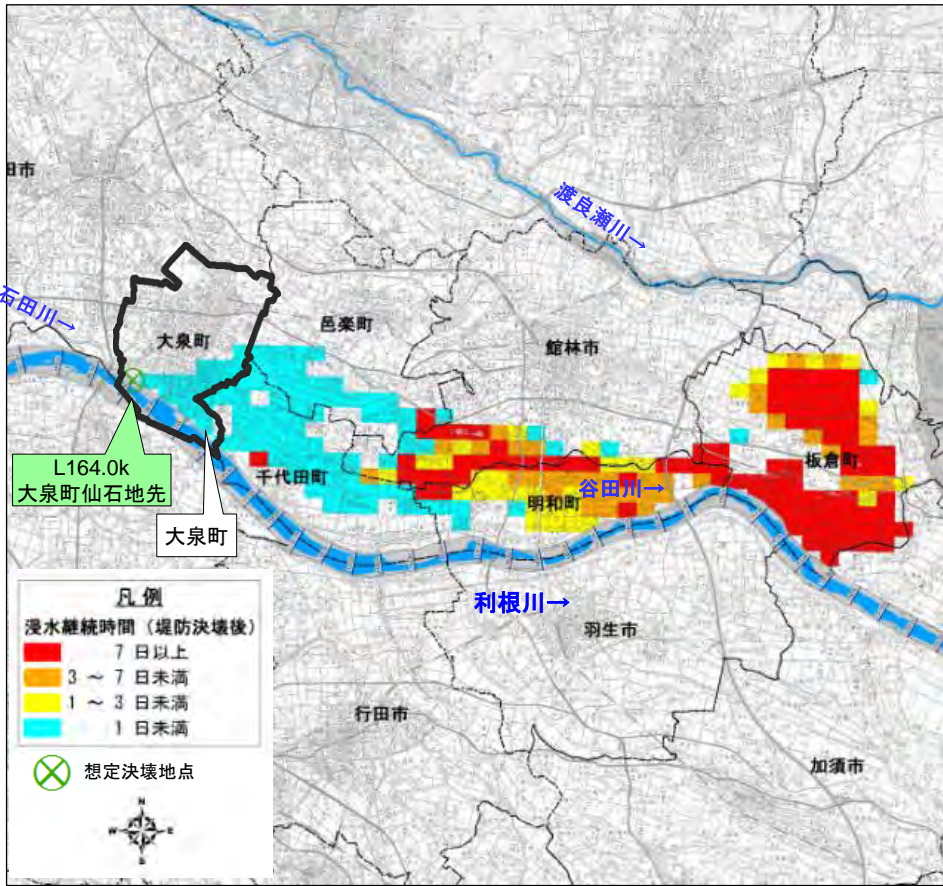 渡良瀬川→
田市
石田川→
大泉町
邑楽町
館林市
L164.0k
大泉町仙石地先
千代田町
大泉町
明和町
谷田川→
板倉町
利根川→
羽生市
行田市
加須市
凡例
浸水継続時間（堤防決壊後）
7 日以上
3 ～ 7 日未満
1 ～ 3 日未満
1 日未満
想定決壊地点
N
W E
S